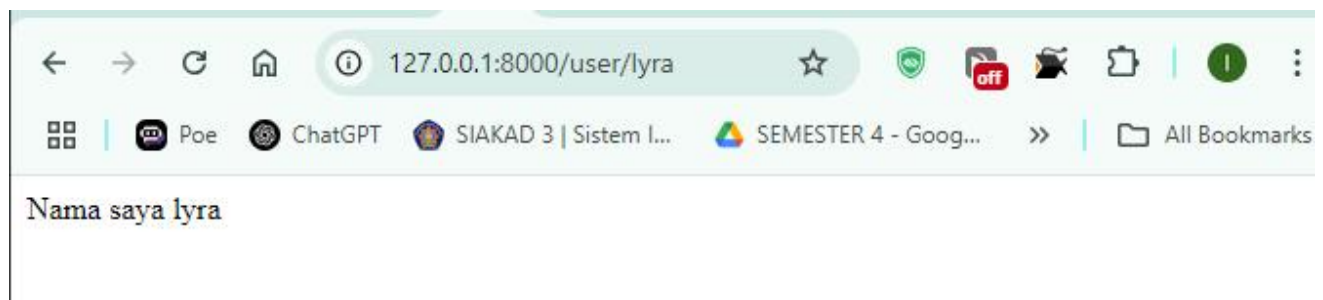 127.0.0.1:8000/user/lyra
off
I
Poe
ChatGPT
SIAKAD 3 | Sistem I...
SEMESTER 4 - Goog...
»
All Bookmarks
Nama saya lyra